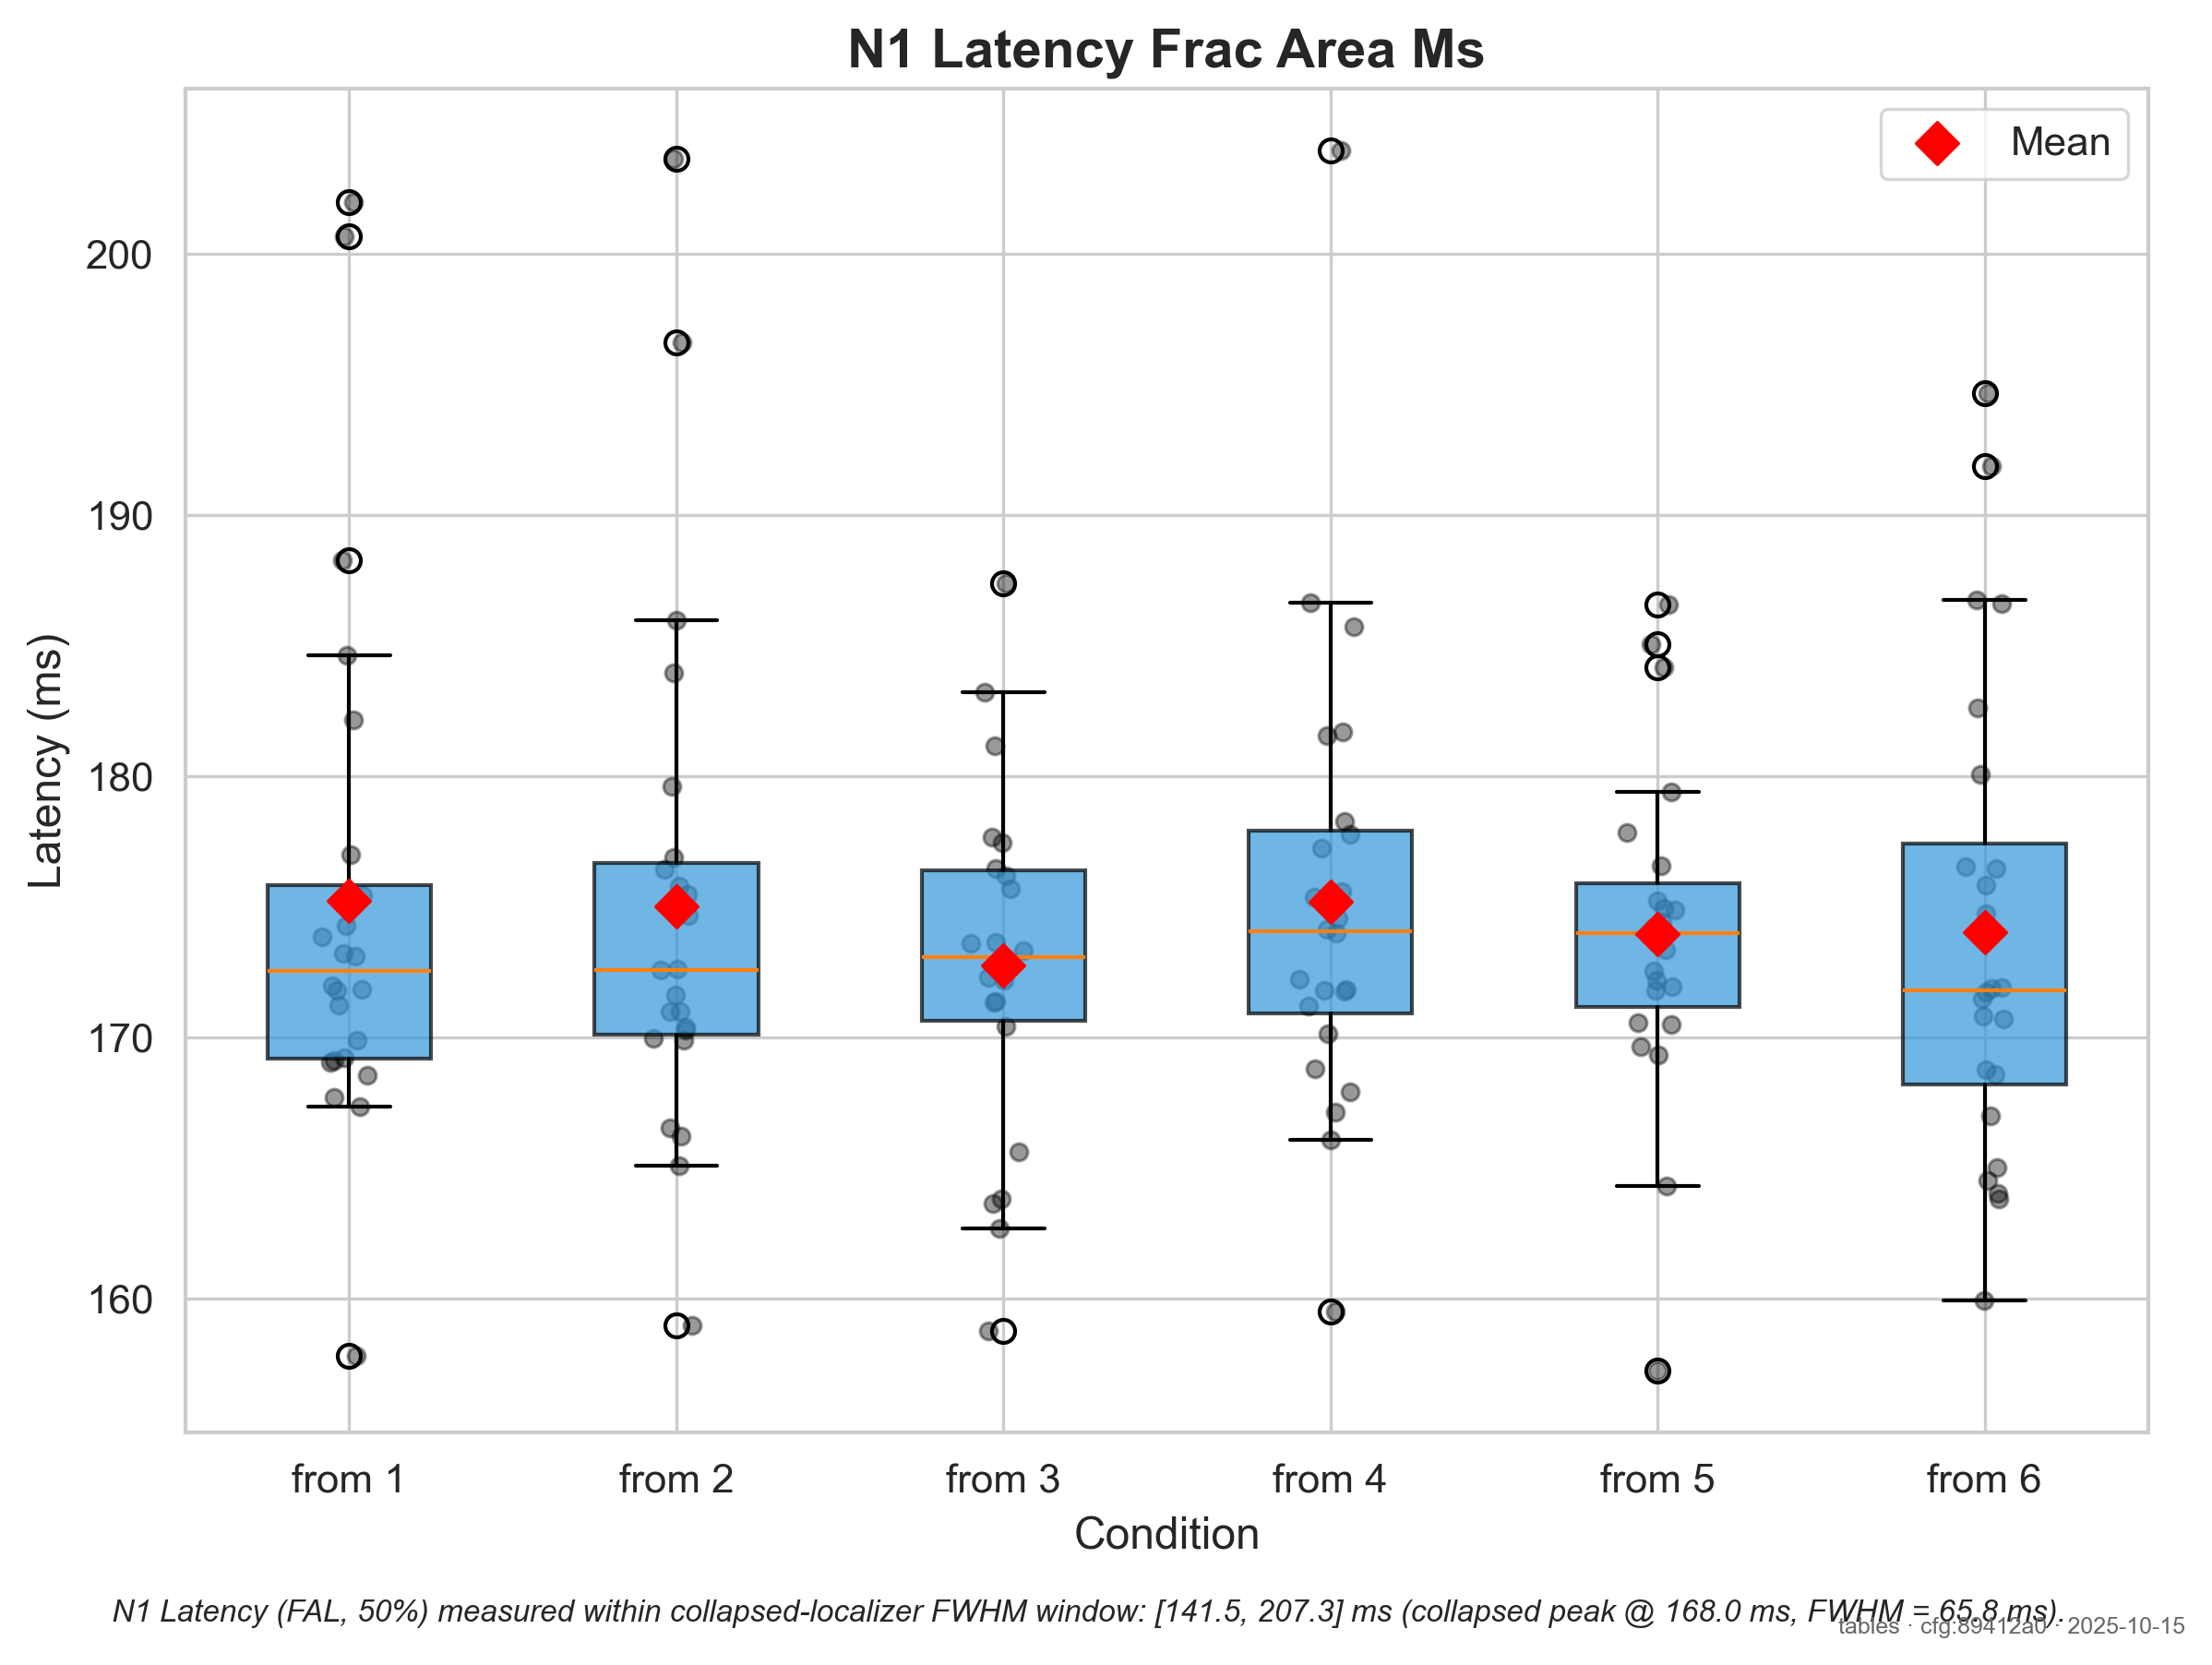 N1 Latency Frac Area Ms
Mean
Latency (ms)
200
190
180
170
160
from 1 from 2 from 3 from 4 from 5 from 6
Condition
N1 Latency (FAL, 50%) measured within collapsed-localizer FWHM window: [141.5, 207.3] ms (collapsed peak @ 168.0 ms, FWHM = 65.8 ms).
tables · cfg:89412a0 · 2025-10-15